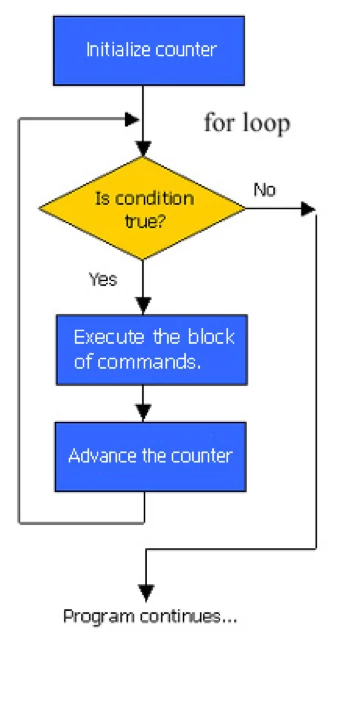 Initialize counter
for loop
Is condition
true?
No
Yes
Execute the block
of commands.
Advance the counter
Program continues...